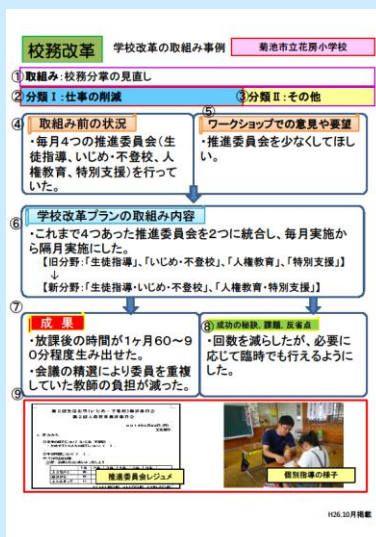 校務改革
学校改革の取組み事例
菊池市立花房小学校
①取組み:校務分掌の見直し
②分類Ⅰ:仕事の削減
③分類Ⅱ:その他
④
取組み前の状況
・毎月4つの推進委員会(生
徒指導、いじめ・不登校、人
権教育、特別支援)を行って
いた。
⑤
ワークショップでの意見や要望
・推進委員会を少なくしてほし
い。
⑥
学校改革プランの取組み内容
・これまで4つあった推進委員会を2つに統合し、毎月実施か
ら隔月実施にした。
【旧分野:「生徒指導」、「いじめ・不登校」、「人権教育」、「特別支援」】
↓
【新分野:「生徒指導・いじめ・不登校」、「人権教育・特別支援」】
⑦
成 果
・放課後の時間が1ヶ月60～9
0分程度生み出せた。
・会議の精選により委員を重複
していた教師の負担が減った。
⑧
成功の秘訣、課題、反省点
・回数を減らしたが、必要に
応じて臨時でも行えるように
した。
⑨
推進委員会レジュメ
個別指導の様子
H26.10月掲載